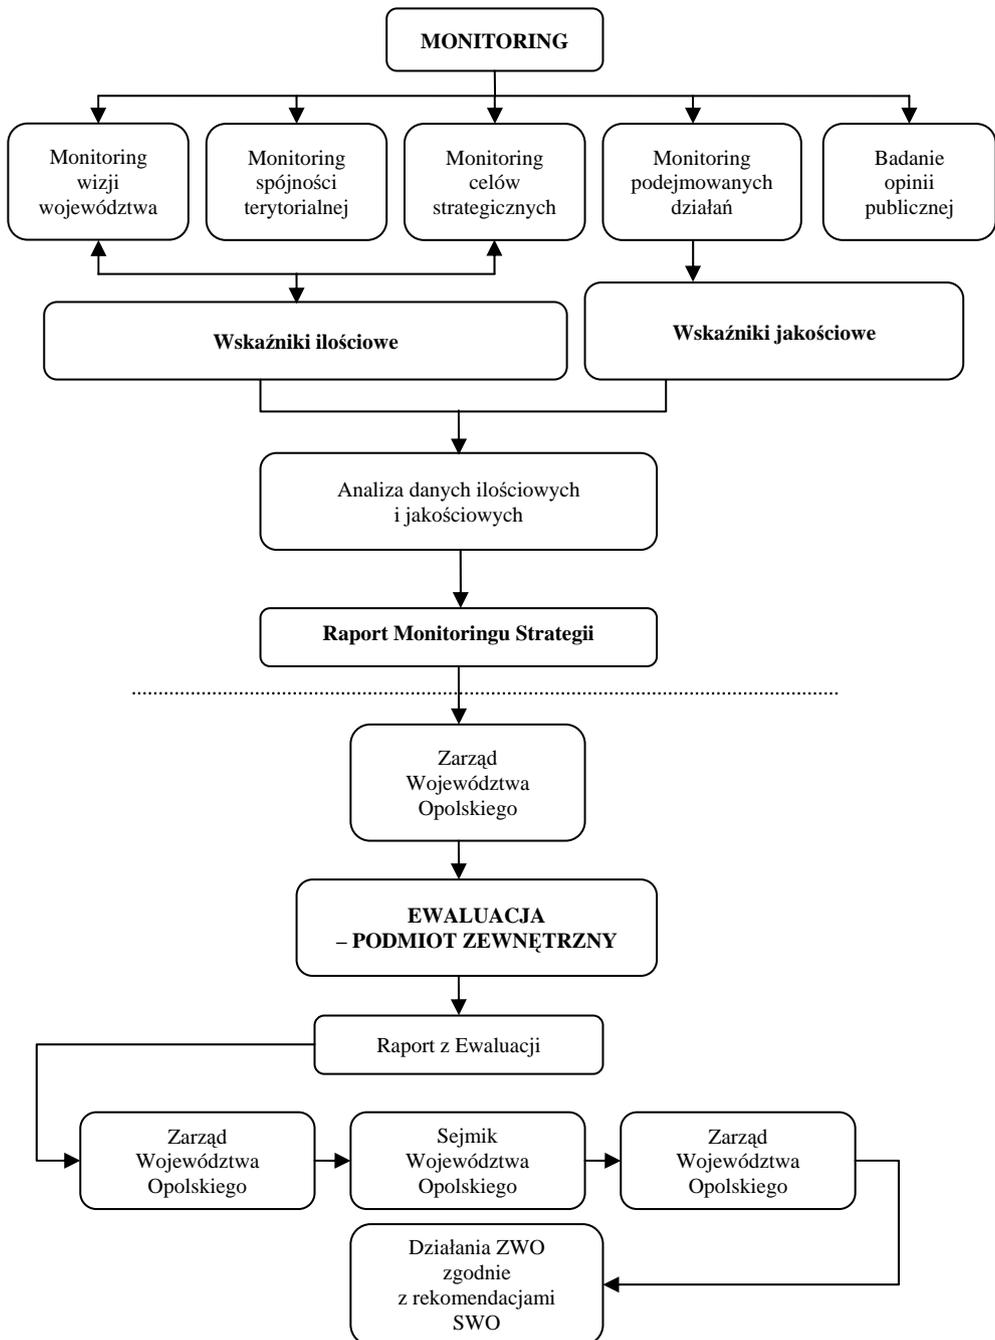 MONITORING
Monitoring
wizji
województwa
Monitoring
spójności
terytorialnej
Monitoring
celów
strategicznych
Monitoring
podejmowanych
działań
Badanie
opinii
publicznej
Wskaźniki ilościowe
Wskaźniki jakościowe
Analiza danych ilościowych
i jakościowych
Raport Monitoringu Strategii
Zarząd
Województwa
Opolskiego
EWALUACJA
– PODMIOT ZEWNĘTRZNY
Raport z Ewaluacji
Zarząd
Województwa
Opolskiego
Sejmik
Województwa
Opolskiego
Zarząd
Województwa
Opolskiego
Działania ZWO
zgodnie
z rekomendacjami
SWO